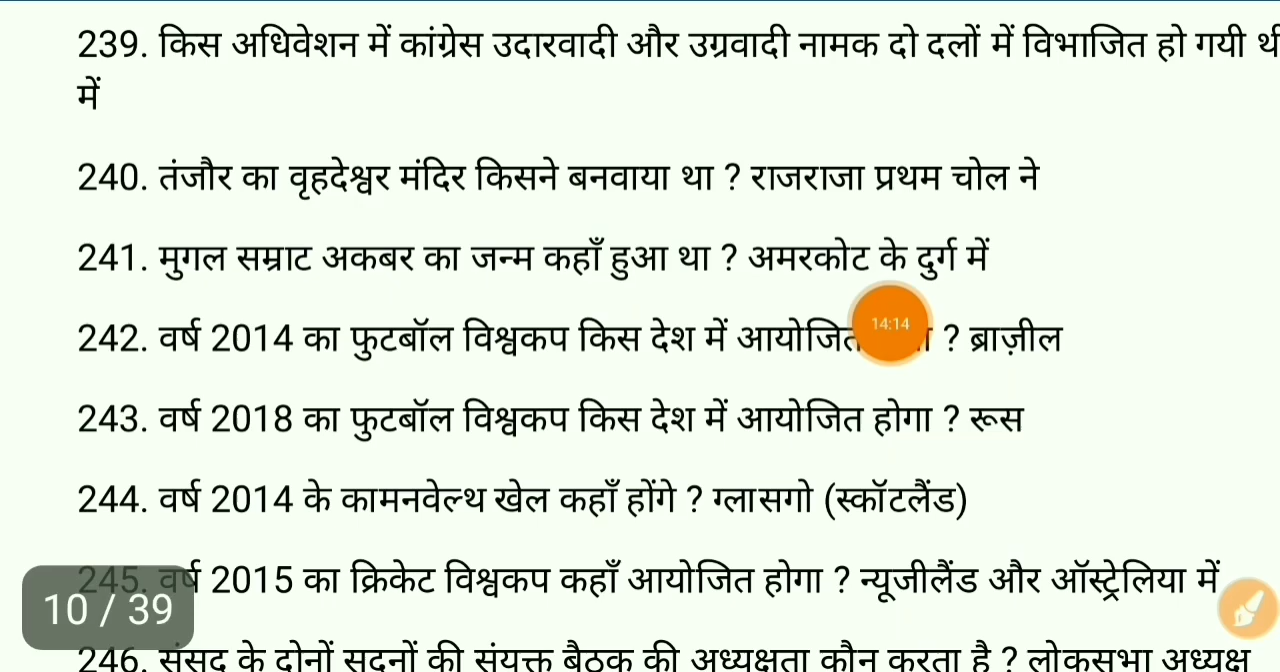 239. किस अधिवेशन में कांग्रेस उदारवादी और उग्रवादी नामक दो दलों में विभाजित हो गयी
में
240. तंजौर का वृहदेश्वर मंदिर किसने बनवाया था ? राजराजा प्रथम चोल ने
241. मुगल सम्राट अकबर का जन्म कहाँ हुआ था ? अमरकोट के दुर्ग में
242. वर्ष 2014 का फुटबॉल विश्वकप किस देश में ? ब्राज़ील
14:14
243. वर्ष 2018 का फुटबॉल विश्वकप किस देश में आयोजित होगा ? रूस
244. वर्ष 2014 के कामनवेल्थ खेल कहाँ होंगे ? ग्लासगो (स्कॉटलैंड)
245. वर्ष 2015 का क्रिकेट विश्वकप कहाँ आयोजित होगा ? न्यूजीलैंड और ऑस्ट्रेलिया में
10 / 39
246. संसद के दोनों सदनों की संयुक्त बैठक की अध्यक्षता कौन करता है ? लोकसभा अध्यक्ष